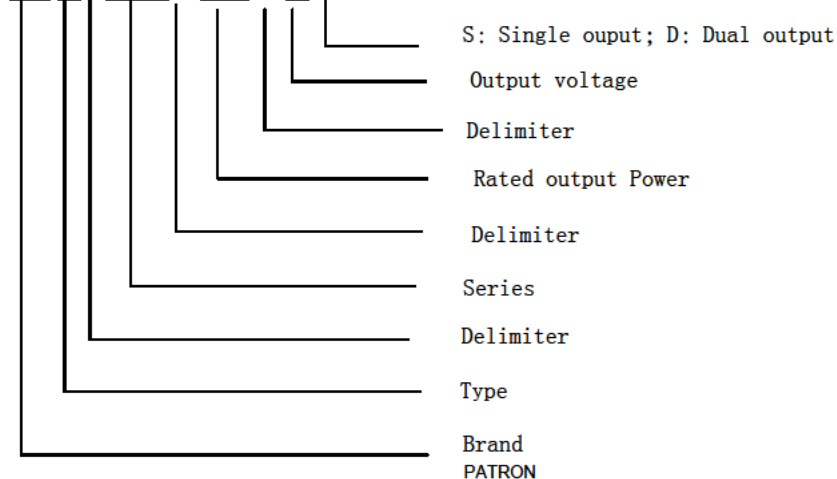 S: Single ouput; D: Dual output
Output voltage
Delimiter
Rated output Power
Delimiter
Series
Delimiter
Type
Brand
PATRON